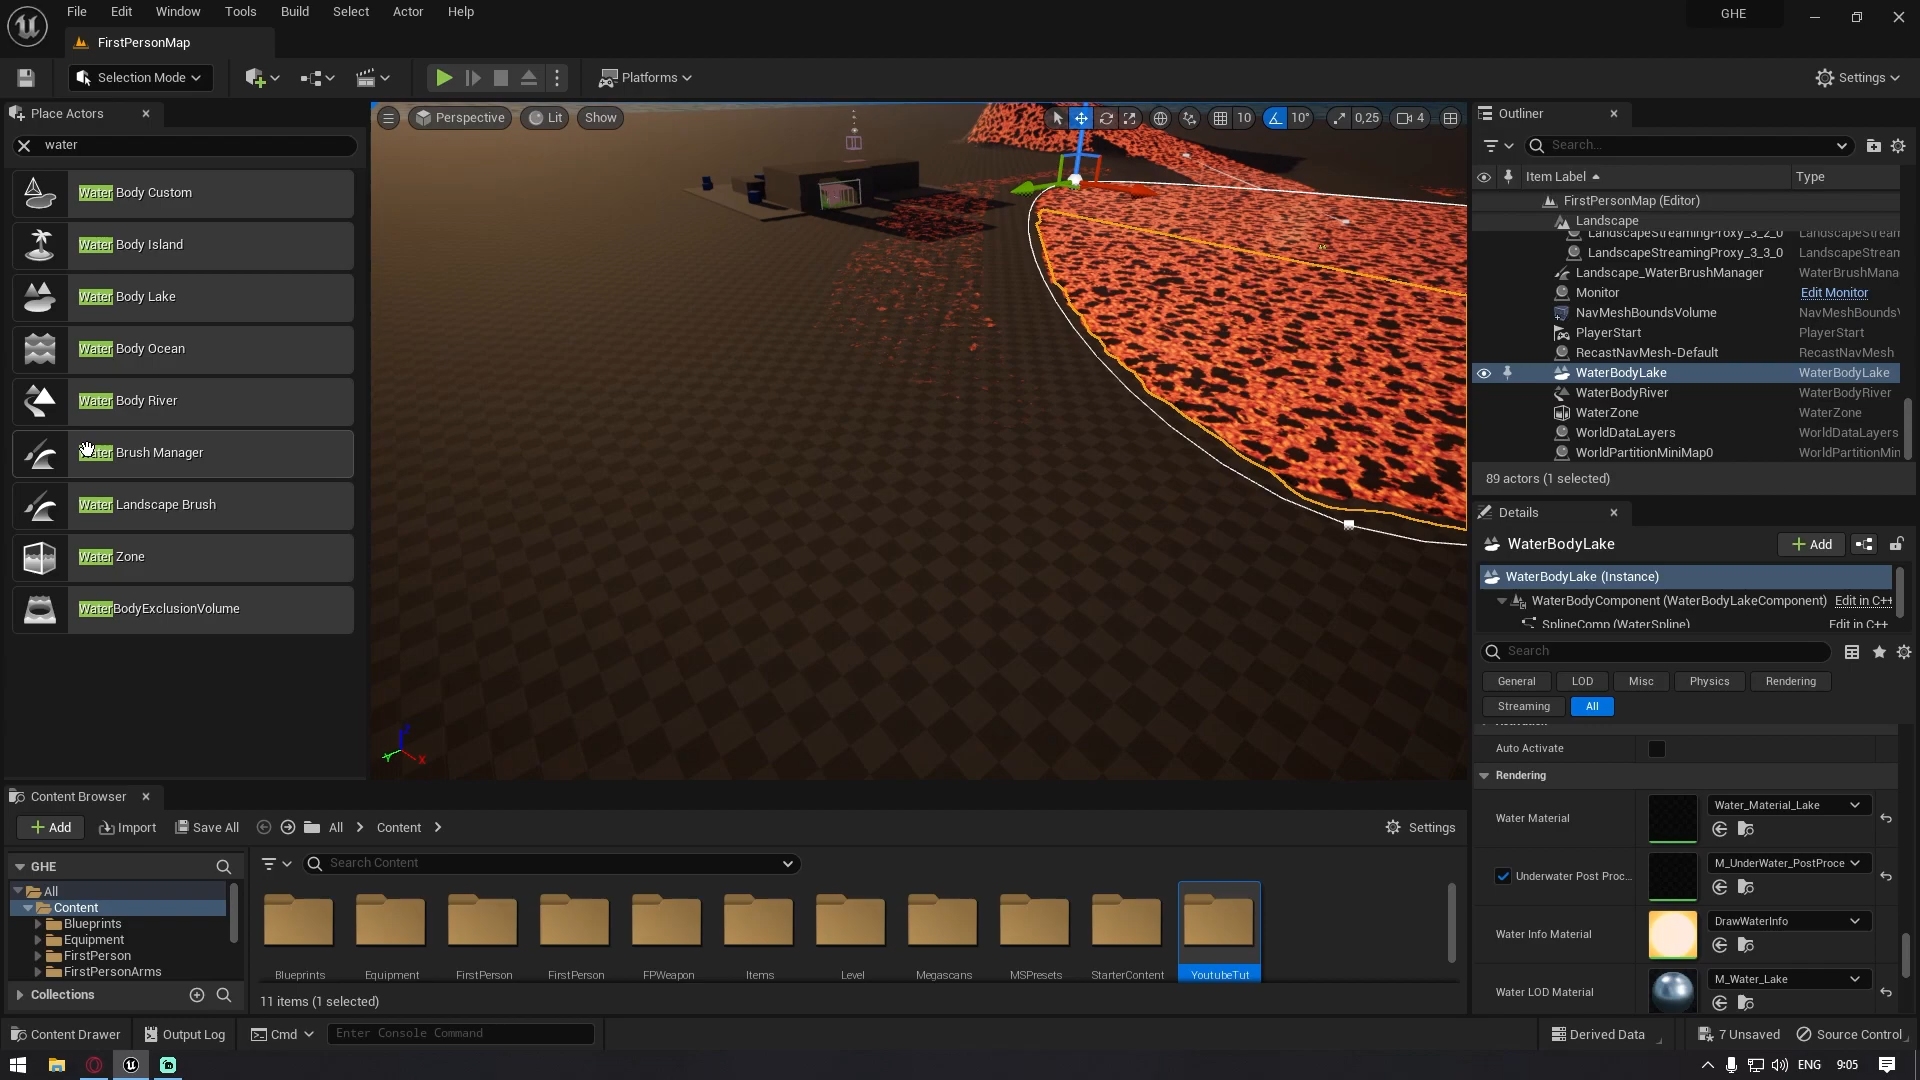 File Edit Window Tools Build Select Actor Help
GHE
FirstPersonMap
Selection Mode
Platforms
Settings
Place Actors
water
Water Body Custom
Water Body Island
Water Body Lake
Water Body Ocean
Water Body River
Water Brush Manager
Water Landscape Brush
Water Zone
WaterBodyExclusionVolume
Perspective Lit Show
10 10° 0,25 4
X
Outliner
Search...
Item Label Type
FirstPersonMap (Editor)
Landscape
LandscapeStreamingProxy_3_2_0 LandscapeStream
LandscapeStreamingProxy_3_3_0 LandscapeStream
Landscape_WaterBrushManager WaterBrushMana
Monitor Edit Monitor
NavMeshBoundsVolume NavMeshBoundsV
PlayerStart PlayerStart
RecastNavMesh-Default RecastNavMesh
WaterBodyLake WaterBodyLake
WaterBodyRiver WaterBodyRiver
WaterZone WaterZone
WorldDataLayers WorldDataLayers
WorldPartitionMiniMap0 WorldPartitionMin
89 actors (1 selected)
Details
WaterBodyLake Add
WaterBodyLake (Instance)
WaterBodyComponent (WaterBodyLakeComponent) Edit in C++
SplineComp (WaterSpline) Edit in C++
Search
General LOD Misc Physics Rendering
Streaming All
Auto Activate
Rendering
Water Material Water_Material_Lake
Underwater Post Proc... M_UnderWater_PostProce
Water Info Material DrawWaterInfo
Water LOD Material M_Water_Lake
Content Browser
Add Import Save All All Content Settings
GHE
Search Content
All
Content
Blueprints
Equipment
FirstPerson
FirstPersonArms
Collections
Blueprints Equipment FirstPerson FirstPerson FPWeapon Items Level Megascans MSPresets StarterContent YoutubeTut
11 items (1 selected)
Content Drawer Output Log Cmd Enter Console Command Derived Data 7 Unsaved Source Control
ENG 9:05